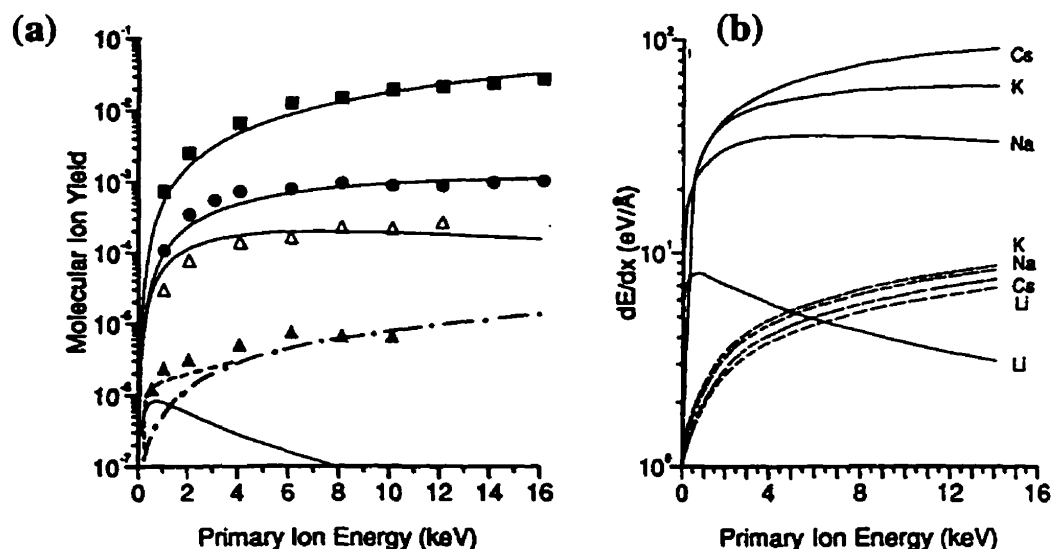 (a)
Molecular Ion Yield
10-1
10-2
10-3
10-4
10-5
10-6
10-7
0 2 4 6 8 10 12 14 16
Primary Ion Energy (keV)
(b)
dE/dx (eV/Å)
102
101
100
0 4 8 12 14 16
Primary Ion Energy (keV)
Cs
K
Na
K
Na
Cs
Li
Li